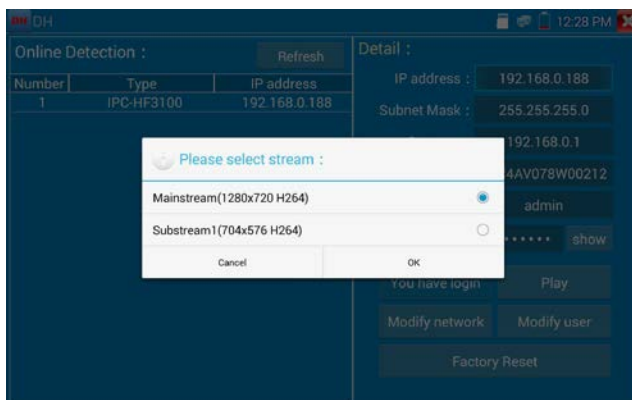 DH DH 12:28 PM
Online Detection : Refresh
Number Type IP address
1 IPC-HF3100 192.168.0.188
Detail :
IP address : 192.168.0.188
Subnet Mask : 255.255.255.0
192.168.0.1
4AV078W00212
admin
•••••• show
You have login Play
Modify network Modify user
Factory Reset
Please select stream :
Mainstream(1280x720 H264)
Substream1(704x576 H264)
Cancel OK